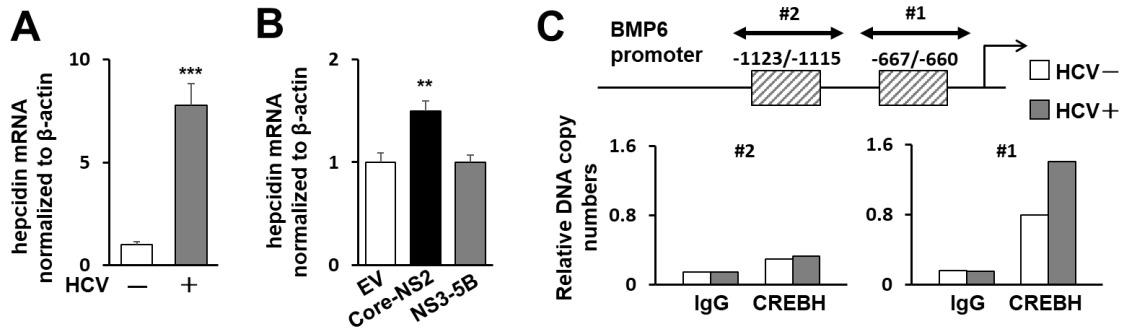 A
hepcidin mRNA
normalized to β-actin
10
5
0
***
HCV − +
B
hepcidin mRNA
normalized to β-actin
2
1
0
**
EV
Core-NS2
NS3-5B
C
BMP6
promoter
#2 #1
-1123/-1115 -667/-660
HCV−
HCV+
Relative DNA copy
numbers
#2
1.6
0.8
0
IgG CREBH
#1
1.6
0.8
0
IgG CREBH